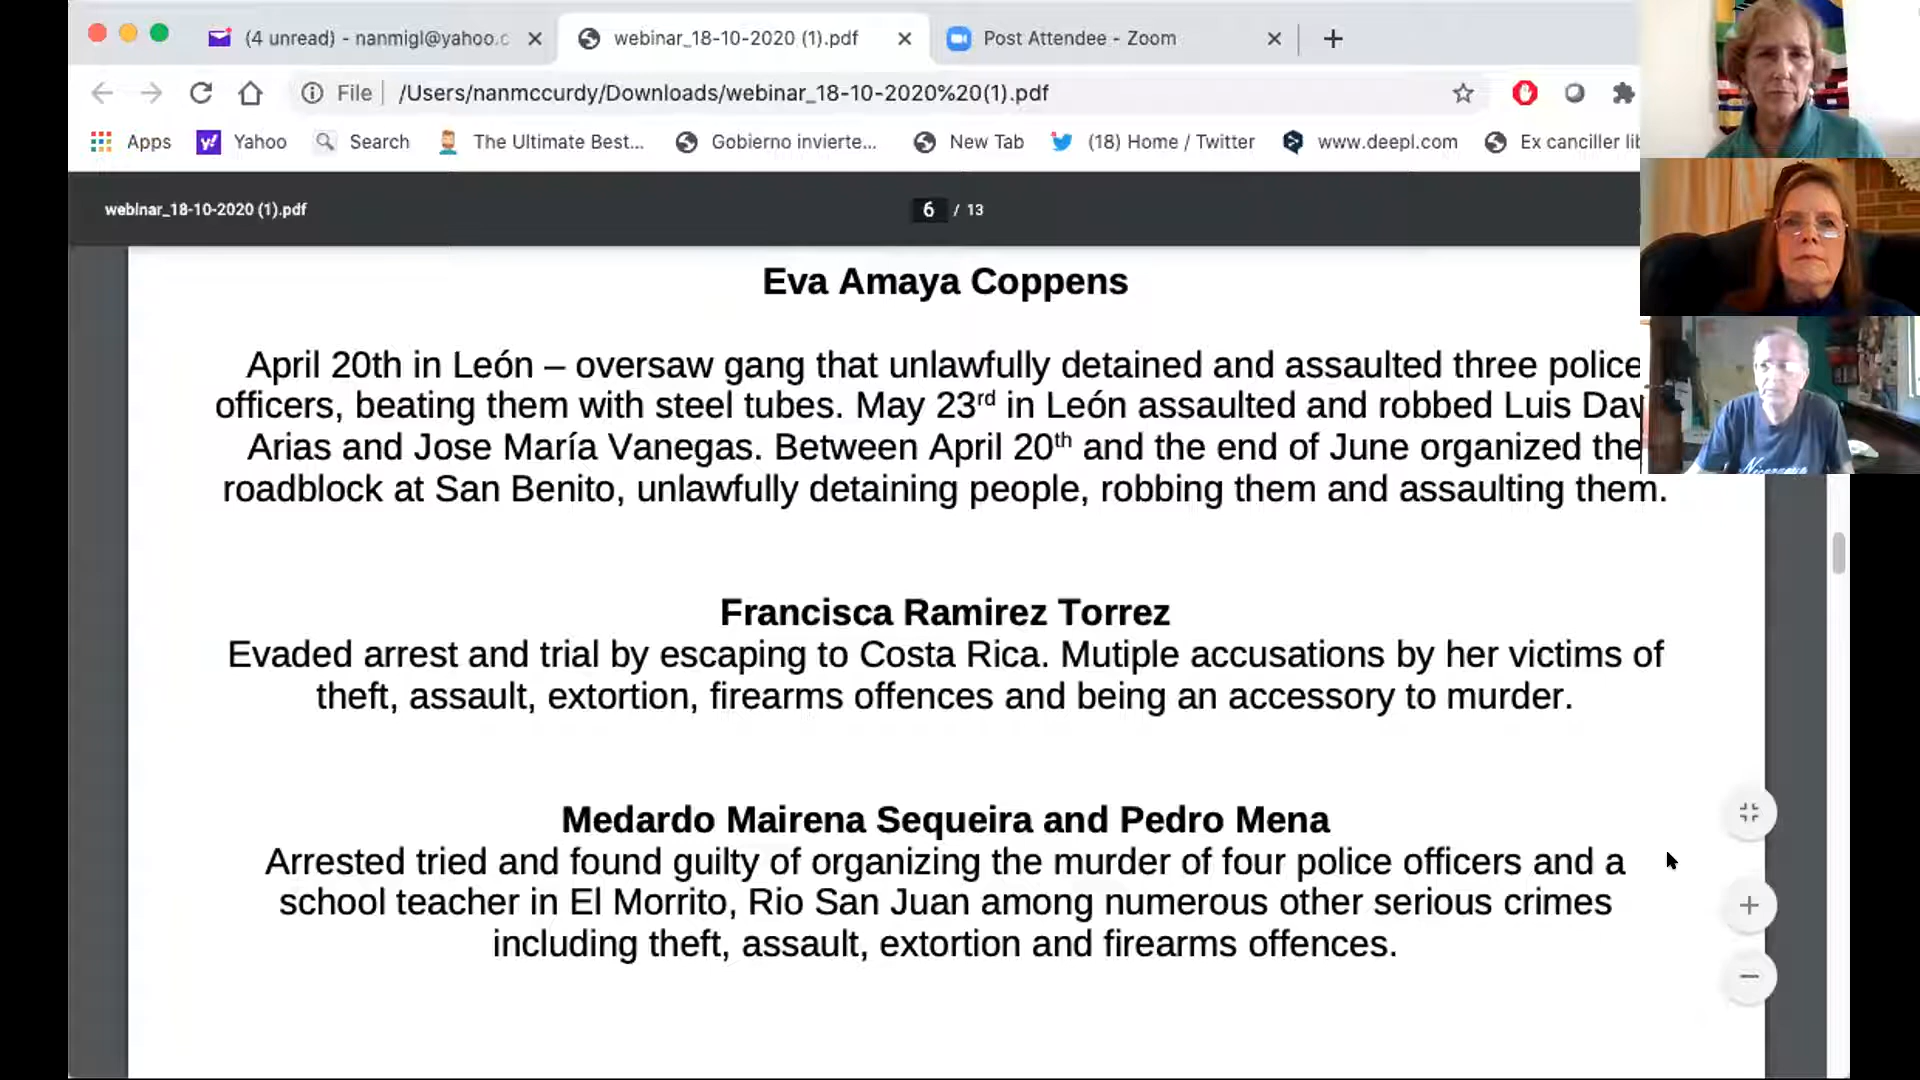 (4 unread) - nanmigl@yahoo.c
webinar_18-10-2020 (1).pdf
Post Attendee - Zoom
File
/Users/nanmccurdy/Downloads/webinar_18-10-2020%20(1).pdf
Apps
Yahoo
Search
The Ultimate Best...
Gobierno invierte...
New Tab
(18) Home / Twitter
www.deepl.com
Ex canciller lib
webinar_18-10-2020 (1).pdf
6 / 13
Eva Amaya Coppens
April 20th in León – oversaw gang that unlawfully detained and assaulted three police
officers, beating them with steel tubes. May 23rd in León assaulted and robbed Luis Dav
Arias and Jose María Vanegas. Between April 20th and the end of June organized the
roadblock at San Benito, unlawfully detaining people, robbing them and assaulting them.
Francisca Ramirez Torrez
Evaded arrest and trial by escaping to Costa Rica. Mutiple accusations by her victims of
theft, assault, extortion, firearms offences and being an accessory to murder.
Medardo Mairena Sequeira and Pedro Mena
Arrested tried and found guilty of organizing the murder of four police officers and a
school teacher in El Morrito, Rio San Juan among numerous other serious crimes
including theft, assault, extortion and firearms offences.